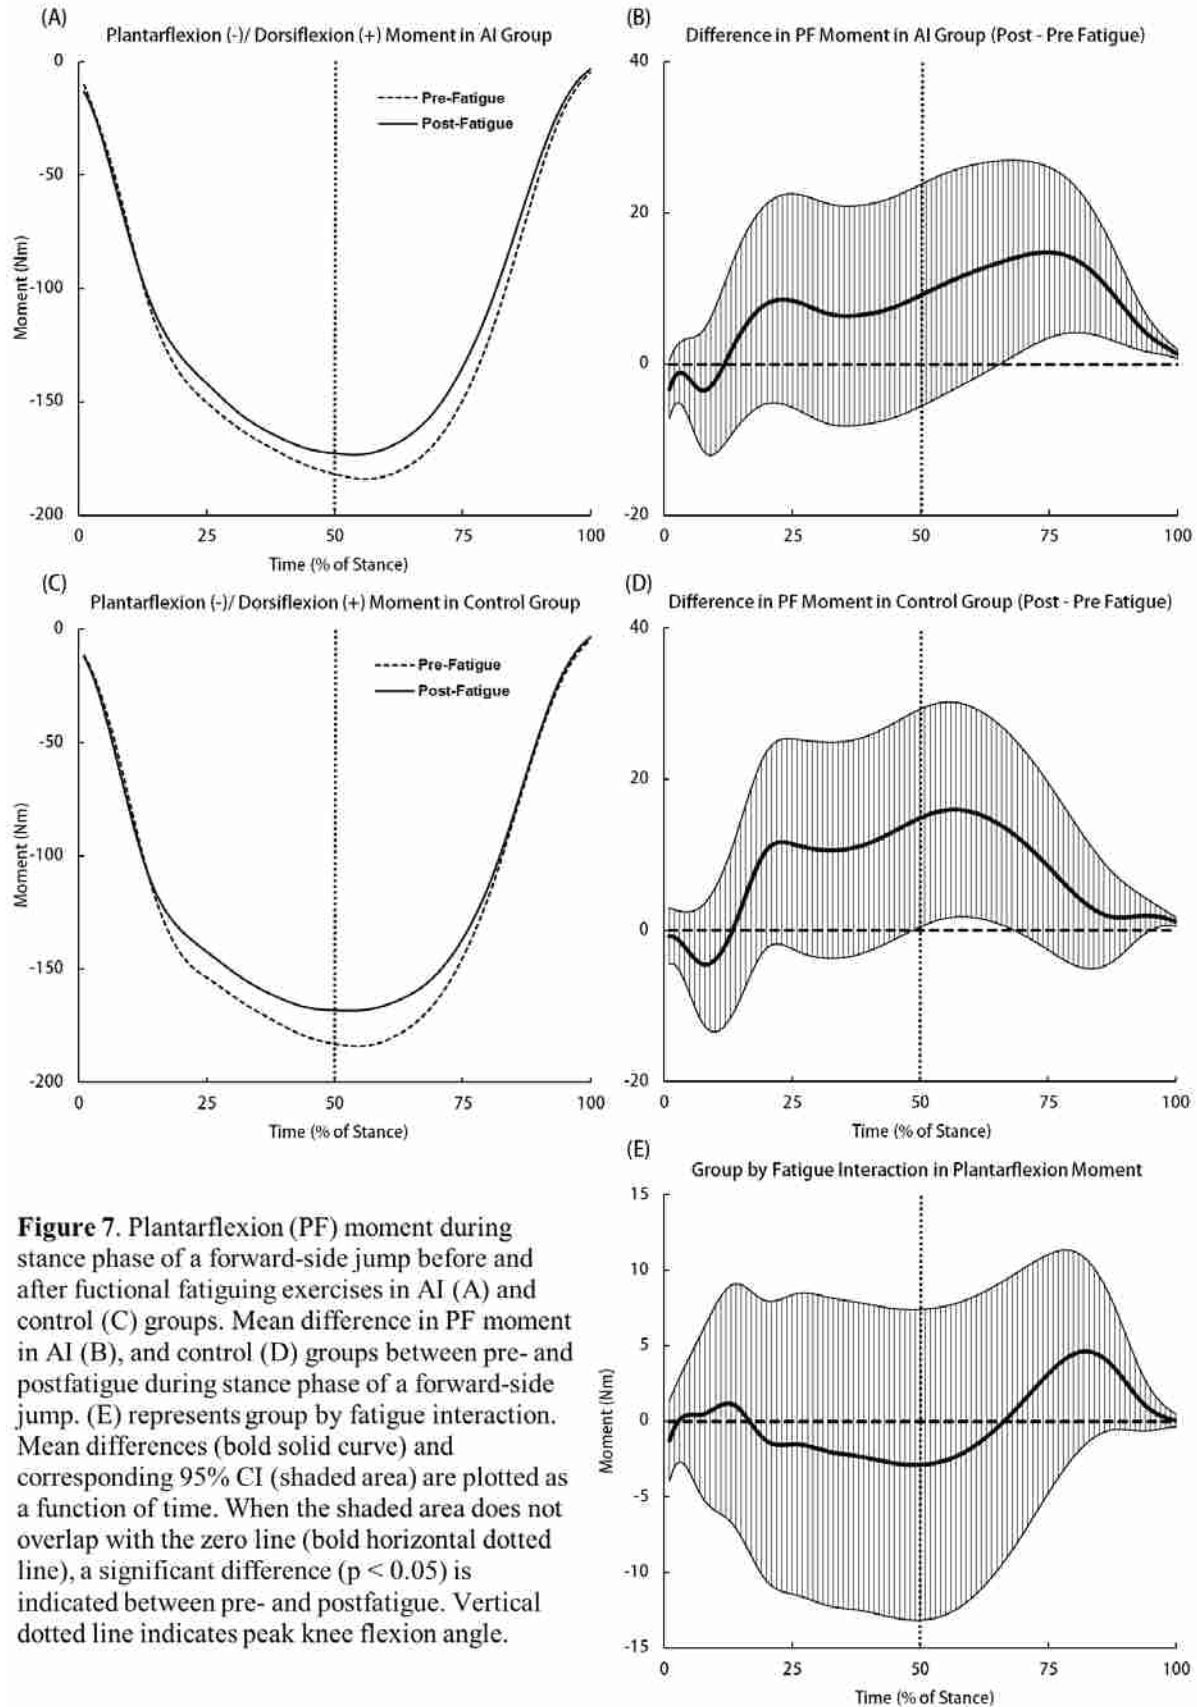 (A)
Plantarflexion (-)/ Dorsiflexion (+) Moment in AI Group
0
-50
-100
-150
-200
Moment (Nm)
Pre-Fatigue
Post-Fatigue
0 25 50 75 100
Time (% of Stance)
(B)
Difference in PF Moment in AI Group (Post - Pre Fatigue)
40
20
0
-20
0 25 50 75 100
(C)
Plantarflexion (-)/ Dorsiflexion (+) Moment in Control Group
0
-50
-100
-150
-200
Moment (Nm)
Pre-Fatigue
Post-Fatigue
0 25 50 75 100
Time (% of Stance)
(D)
Difference in PF Moment in Control Group (Post - Pre Fatigue)
40
20
0
-20
0 25 50 75 100
Time (% of Stance)
(E)
Group by Fatigue Interaction in Plantarflexion Moment
15
10
5
0
-5
-10
-15
Moment (Nm)
0 25 50 75 100
Time (% of Stance)
Figure 7. Plantarflexion (PF) moment during
stance phase of a forward-side jump before and
after fuctional fatiguing exercises in AI (A) and
control (C) groups. Mean difference in PF moment
in AI (B), and control (D) groups between pre- and
postfatigue during stance phase of a forward-side
jump. (E) represents group by fatigue interaction.
Mean differences (bold solid curve) and
corresponding 95% CI (shaded area) are plotted as
a function of time. When the shaded area does not
overlap with the zero line (bold horizontal dotted
line), a significant difference (p < 0.05) is
indicated between pre- and postfatigue. Vertical
dotted line indicates peak knee flexion angle.